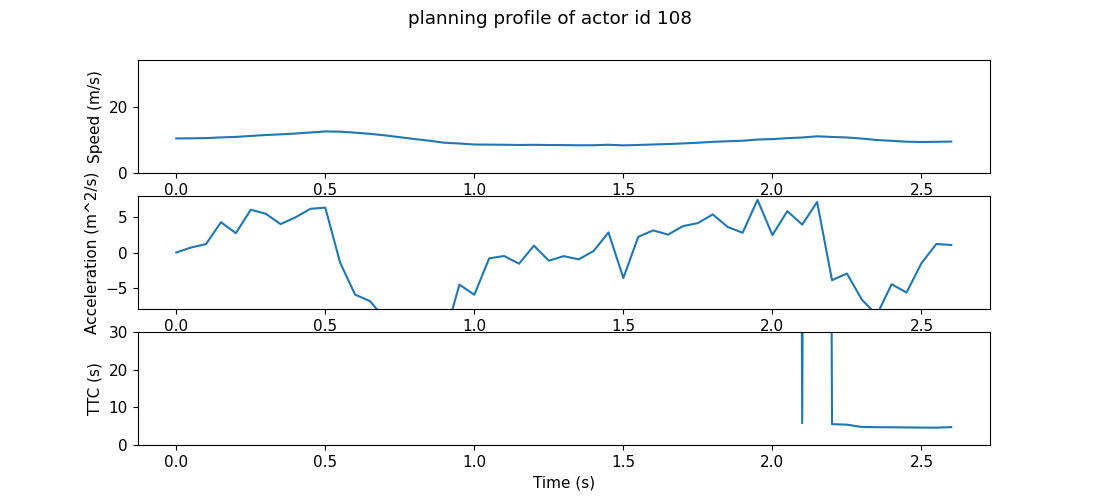 planning profile of actor id 108
Speed (m/s)
20
0
0.0 0.5 1.0 1.5 2.0 2.5
Acceleration (m^2/s)
5
0
−5
0.0 0.5 1.0 1.5 2.0 2.5
TTC (s)
30
20
10
0
0.0 0.5 1.0 1.5 2.0 2.5
Time (s)